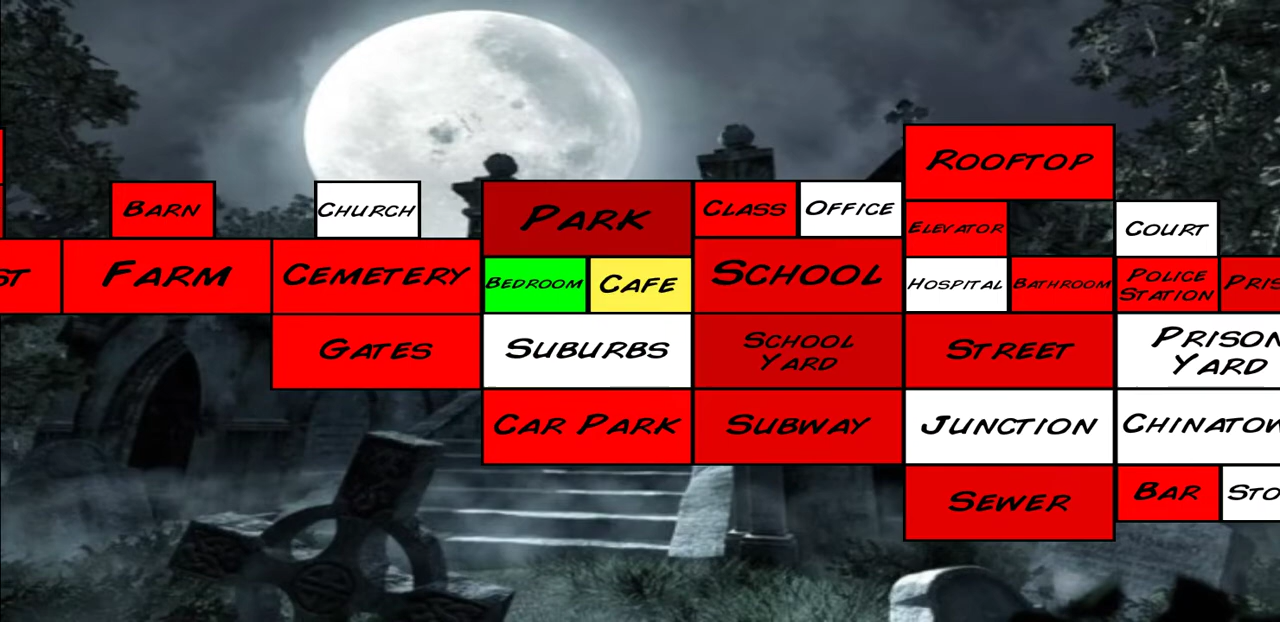 Rooftop
Barn
Church
Park
Class
Office
Elevator
Court
Farm
Cemetery
Bedroom
Cafe
School
Hospital
Bathroom
Police
Station
Gates
Suburbs
School
Yard
Street
Prison
Yard
Car Park
Subway
Junction
Sewer
Bar